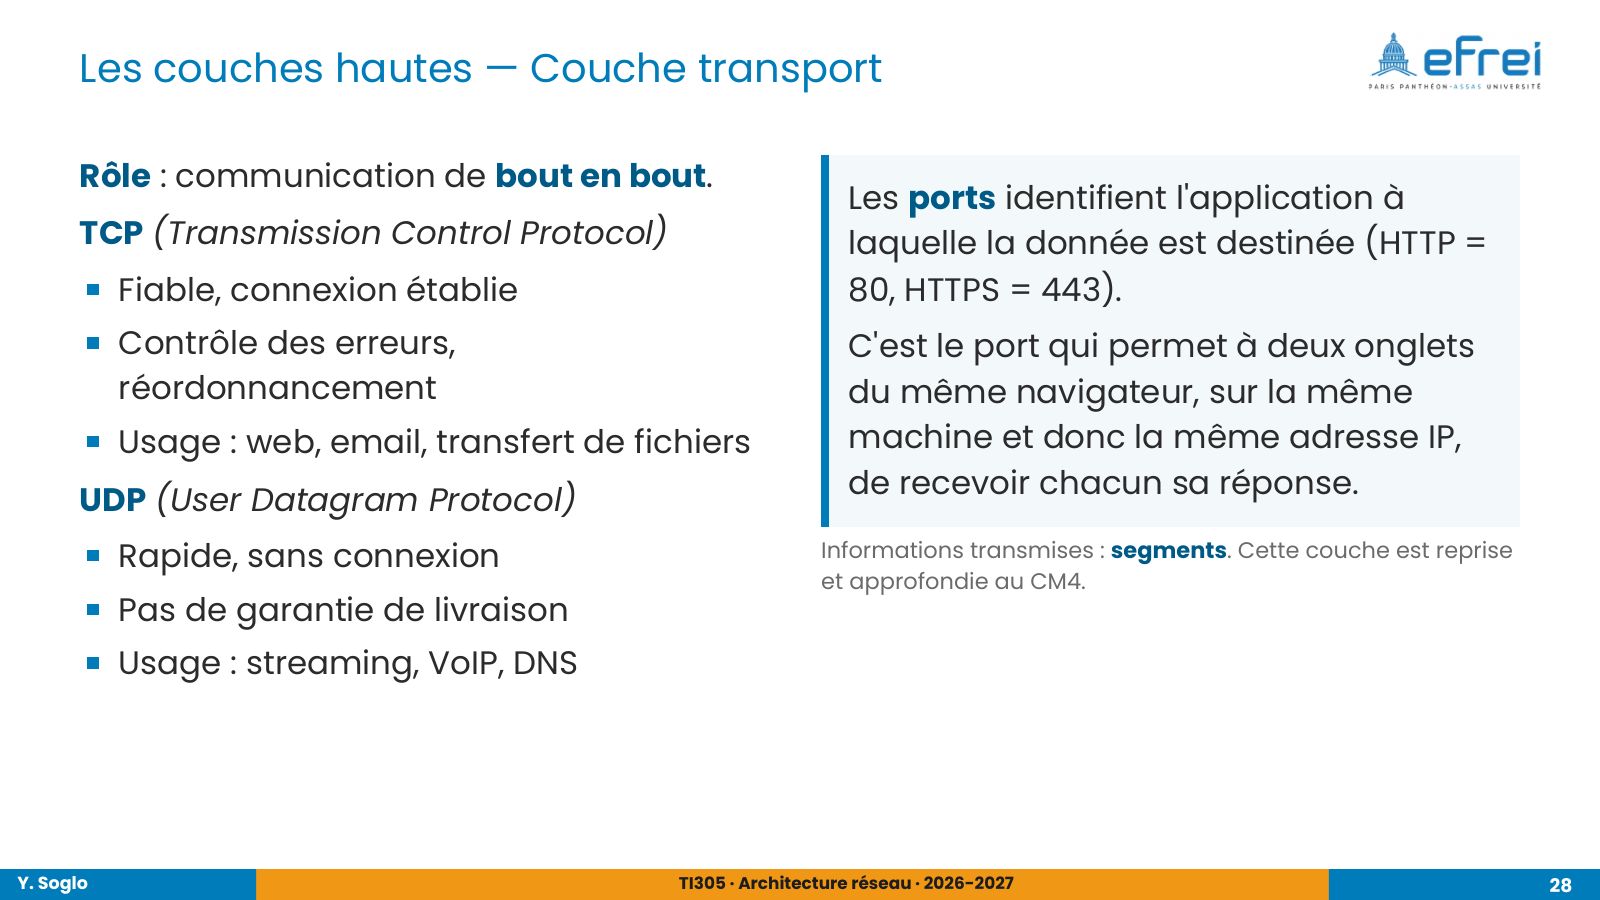 Les couches hautes — Couche transport
efrei
PARIS PANTHÉON-ASSAS UNIVERSITÉ
Rôle : communication de bout en bout.
TCP (Transmission Control Protocol)
Fiable, connexion établie
Contrôle des erreurs,
réordonnancement
Usage : web, email, transfert de fichiers
UDP (User Datagram Protocol)
Rapide, sans connexion
Pas de garantie de livraison
Usage : streaming, VoIP, DNS
Les ports identifient l'application à
laquelle la donnée est destinée (HTTP =
80, HTTPS = 443).
C'est le port qui permet à deux onglets
du même navigateur, sur la même
machine et donc la même adresse IP,
de recevoir chacun sa réponse.
Informations transmises : segments. Cette couche est reprise
et approfondie au CM4.
Y. Soglo
TI305 · Architecture réseau · 2026-2027
28